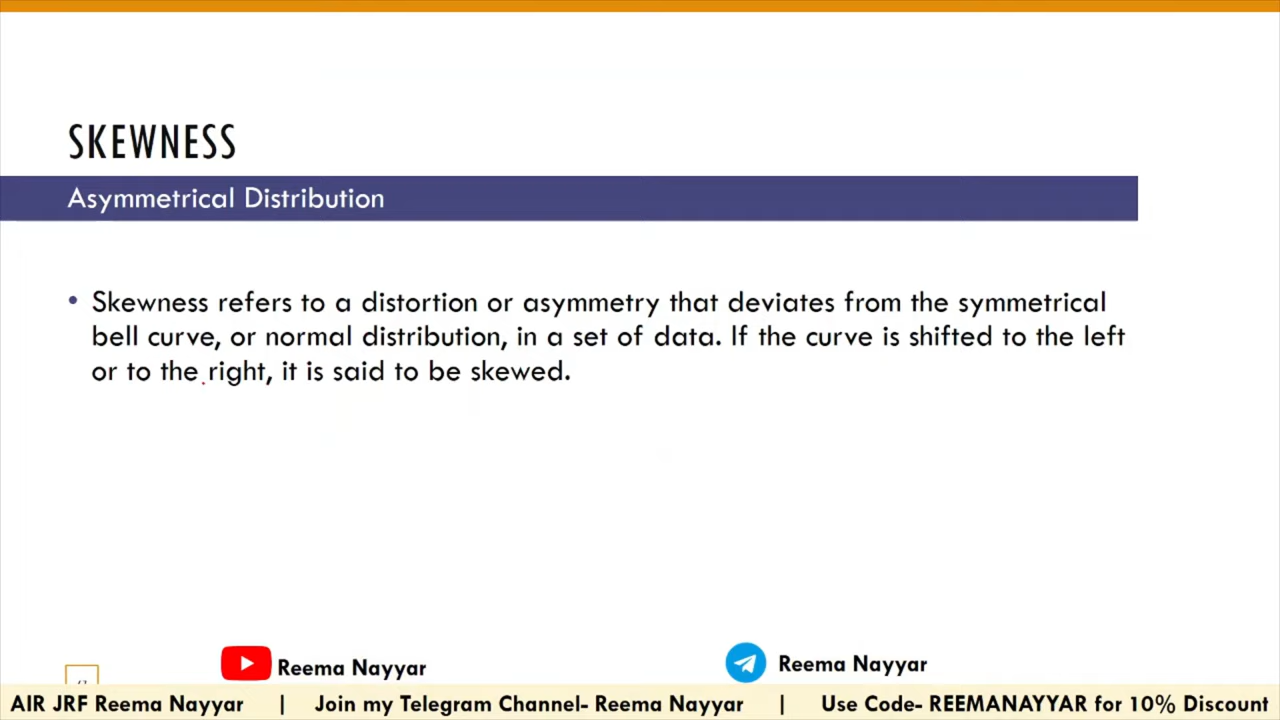 SKEWNESS
Asymmetrical Distribution
• Skewness refers to a distortion or asymmetry that deviates from the symmetrical
bell curve, or normal distribution, in a set of data. If the curve is shifted to the left
or to the right, it is said to be skewed.
Reema Nayyar
Reema Nayyar
AIR JRF Reema Nayyar | Join my Telegram Channel- Reema Nayyar | Use Code- REEMANAYYAR for 10% Discount